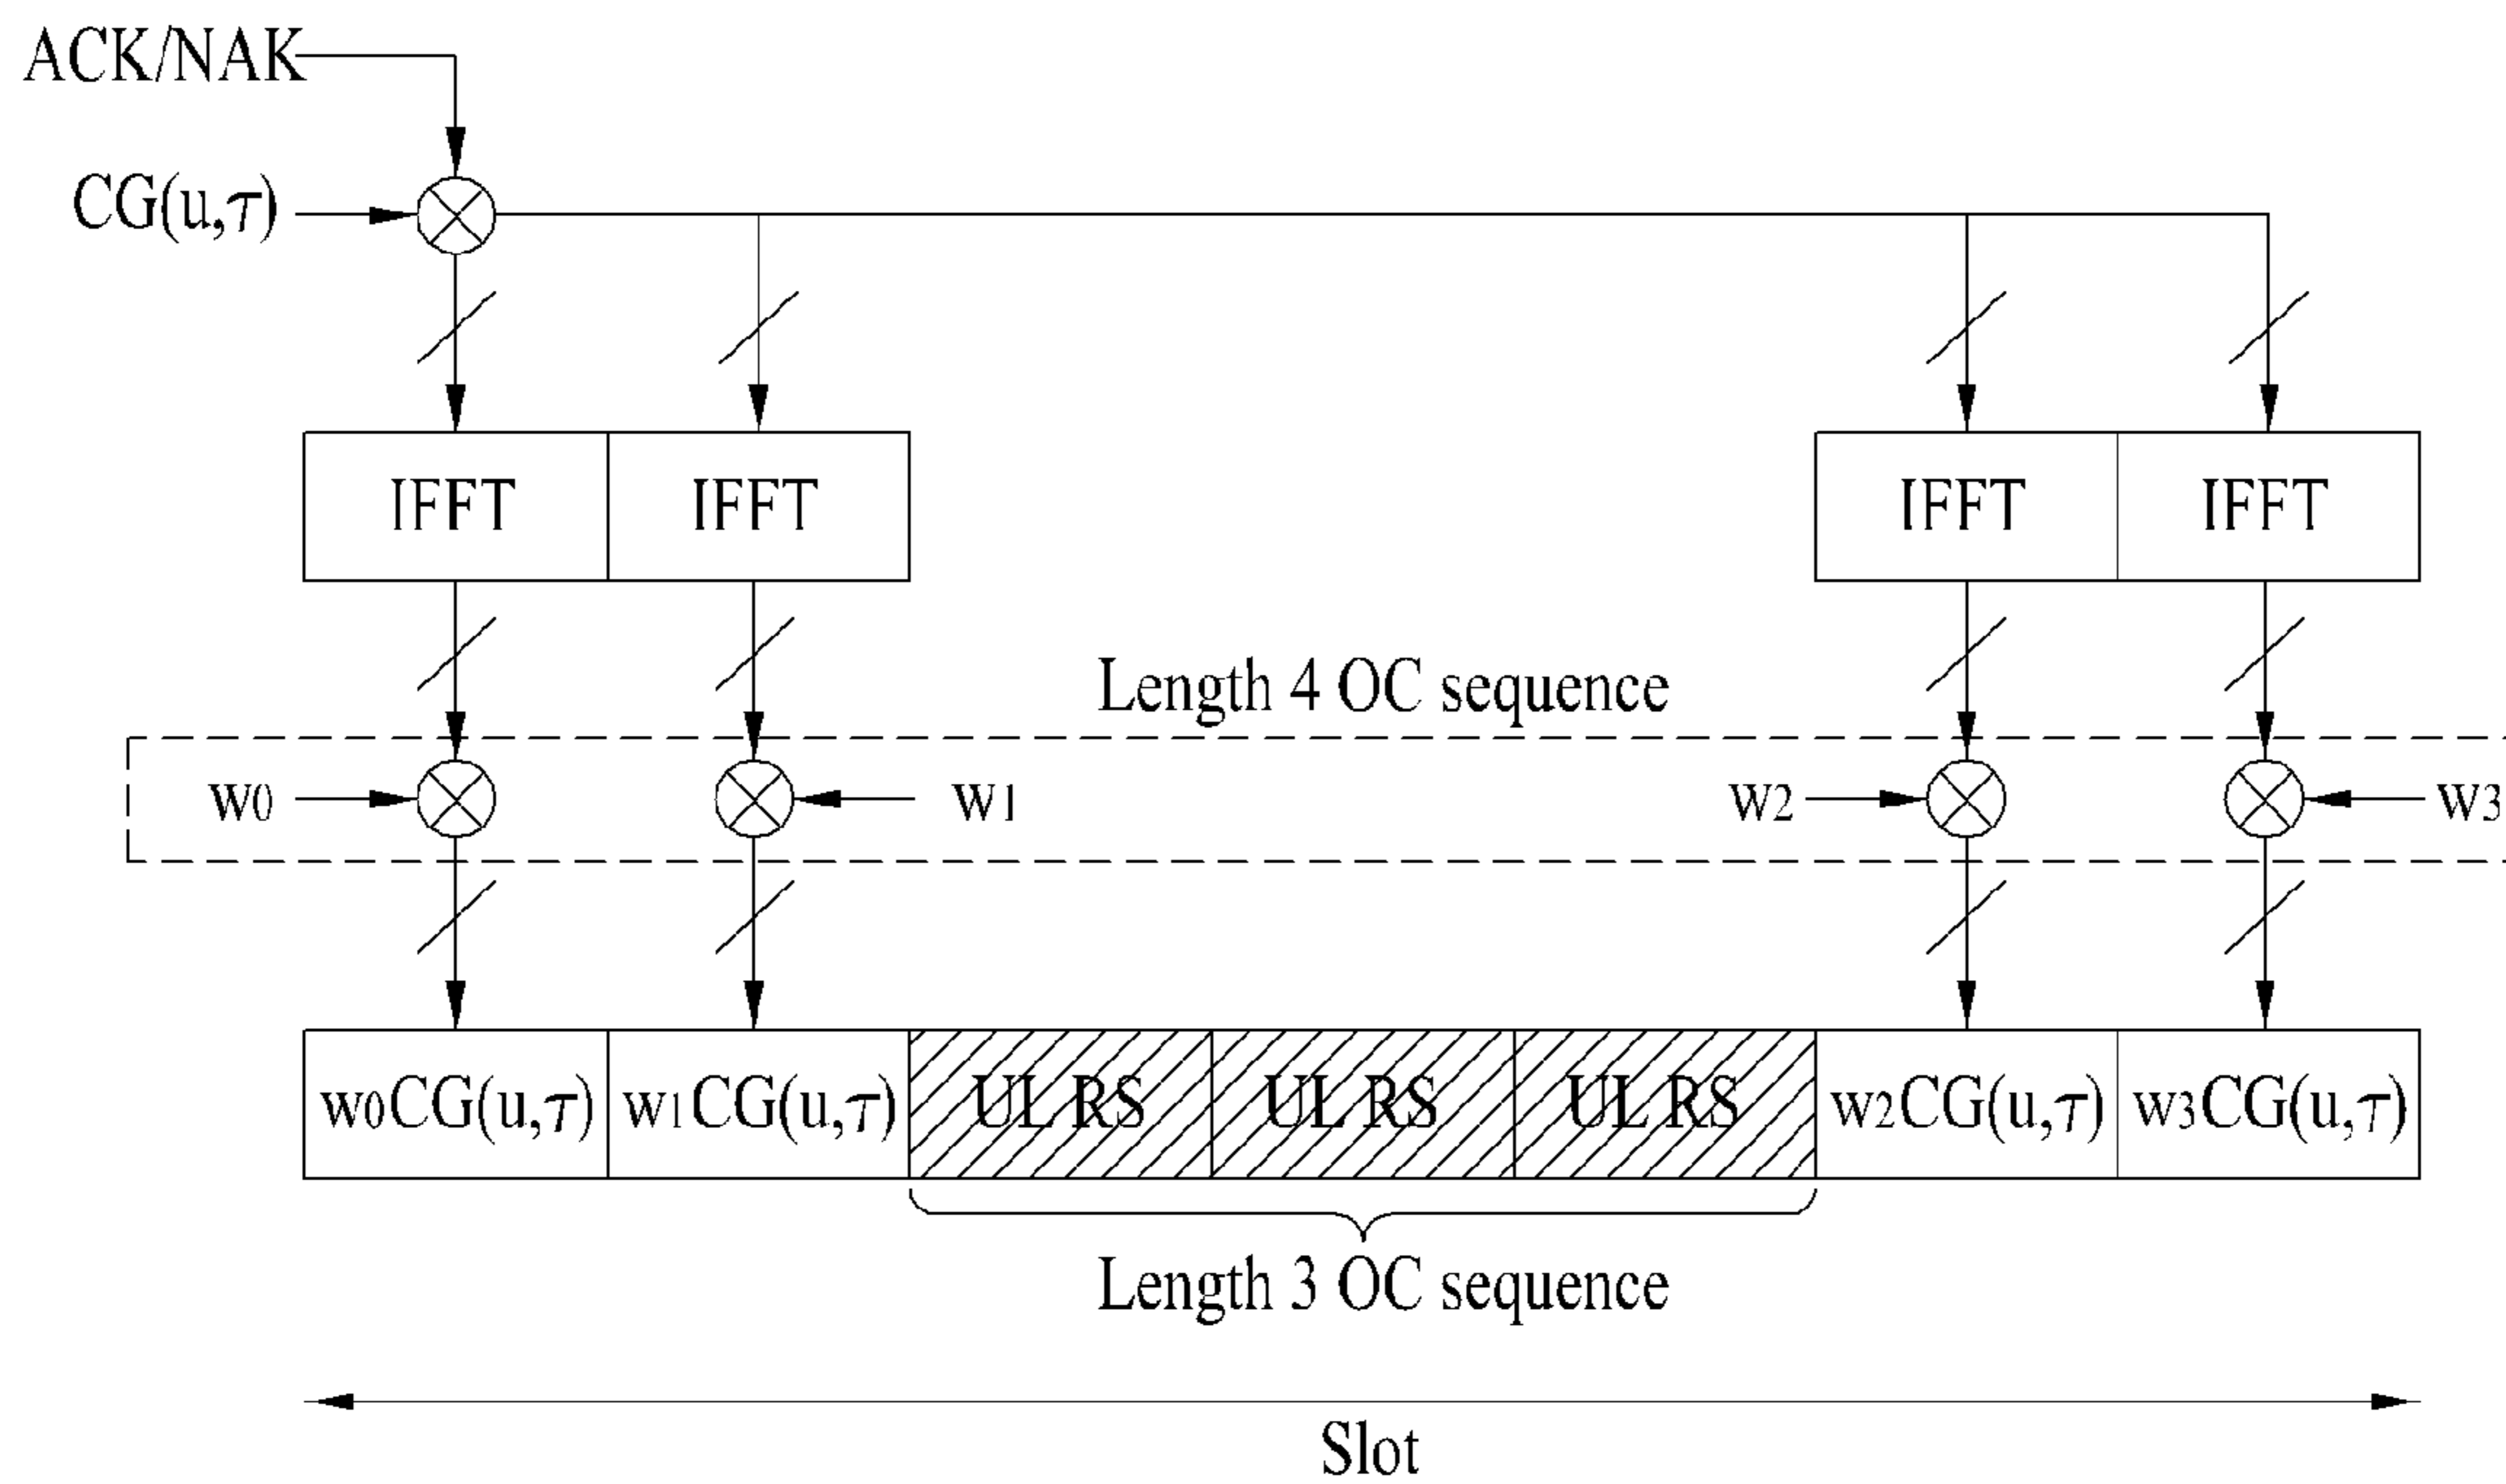 ACK/NAK
CG(u,τ)
IFFT IFFT IFFT IFFT
Length 4 OC sequence
w0 w1 w2 w3
w0CG(u,τ) w1CG(u,τ) UL RS UL RS UL RS w2CG(u,τ) w3CG(u,τ)
Length 3 OC sequence
Slot